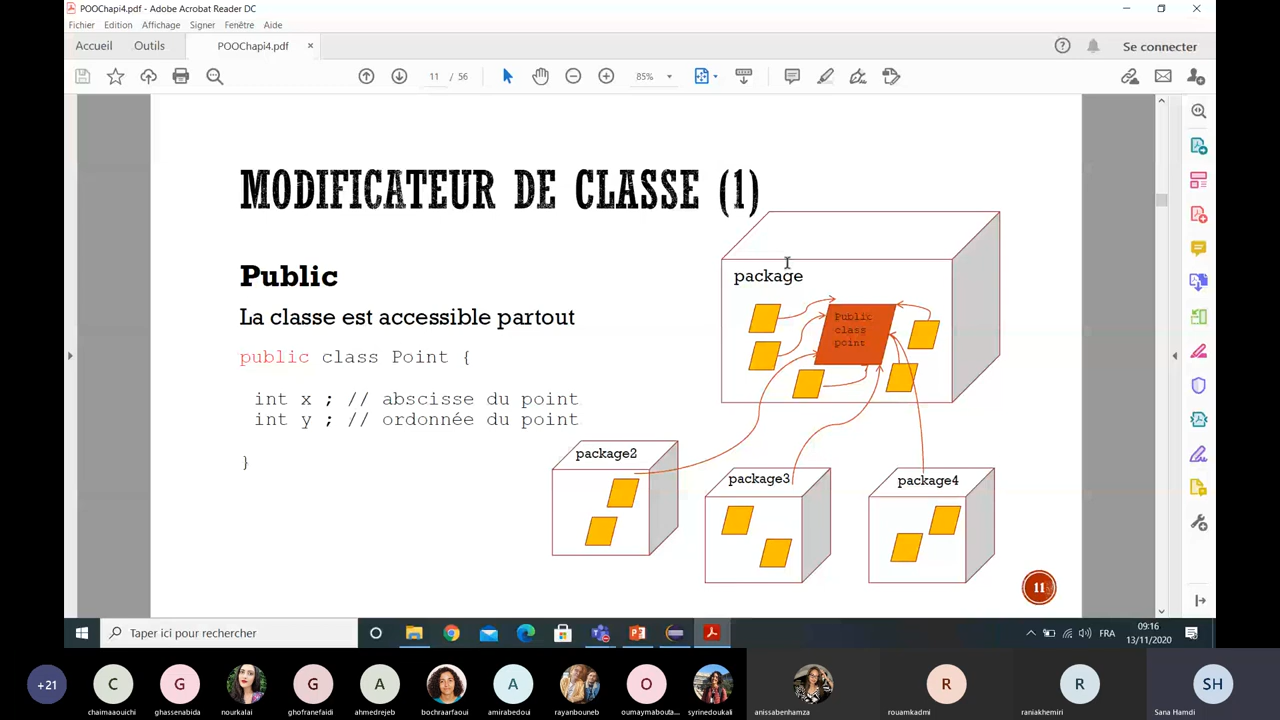 POOChapi4.pdf - Adobe Acrobat Reader DC
Fichier Edition Affichage Signer Fenêtre Aide
Accueil Outils POOChapi4.pdf × Se connecter
11 / 56 85%
MODIFICATEUR DE CLASSE (1)
Public
La classe est accessible partout
public class Point {
int x ; // abscisse du point
int y ; // ordonnée du point
}
package
Public
class
point
package2
package3
package4
11
Taper ici pour rechercher
FRA
09:16
13/11/2020
+21 C G G A A O R R SH
chaimaaouichi ghassenabida nourkalai ghofranefaidi ahmedrejeb bochraarfaoui amirabedoui rayanbouneb oumaymabouta... syrinedoukali anissabenhamza rouamkadmi raniakhemiri Sana Hamdi